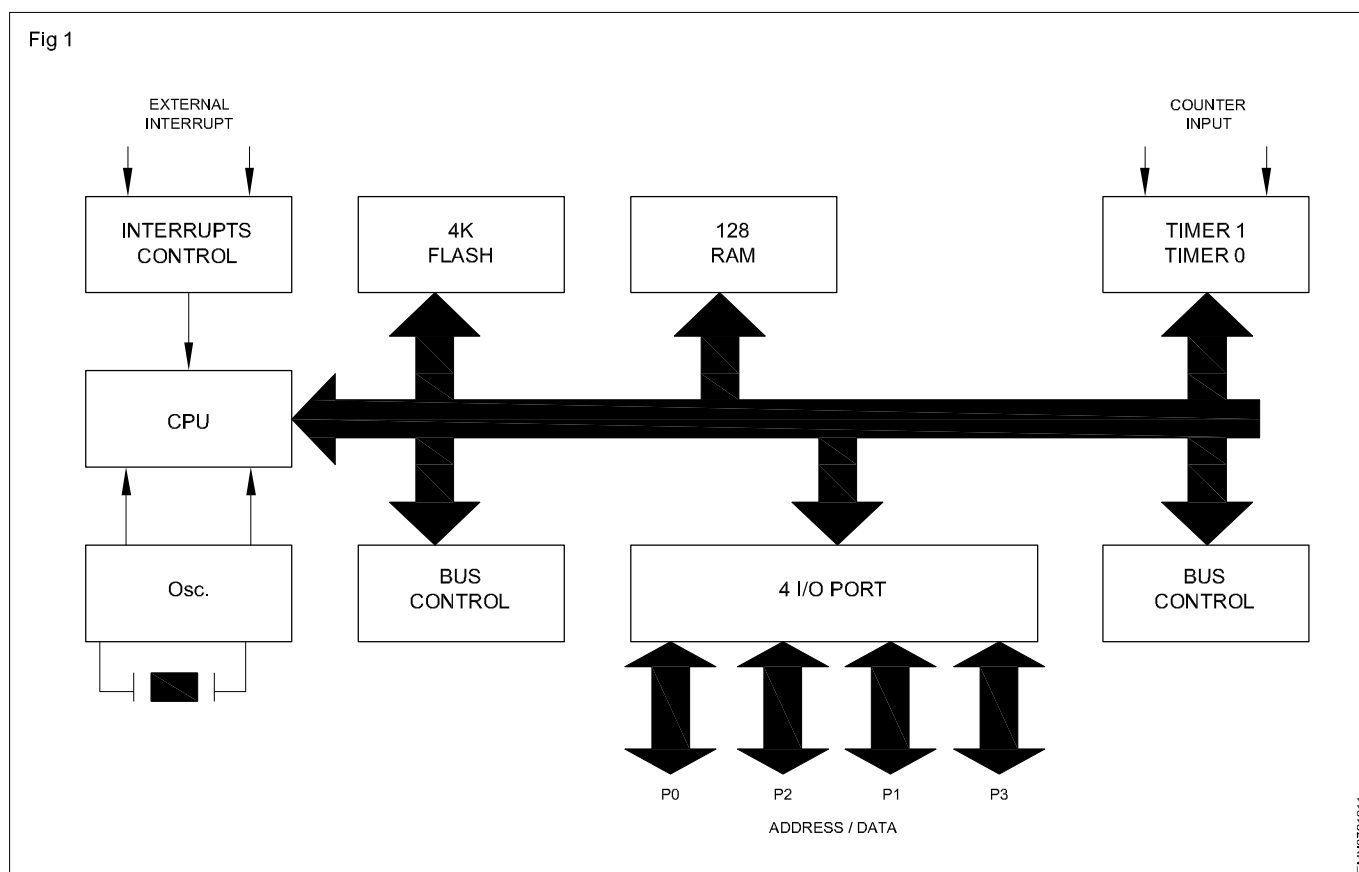 Fig 1
EXTERNAL
INTERRUPT
COUNTER
INPUT
INTERRUPTS
CONTROL
4K
FLASH
128
RAM
TIMER 1
TIMER 0
CPU
Osc.
BUS
CONTROL
4 I/O PORT
BUS
CONTROL
P0
P2
P1
P3
ADDRESS / DATA